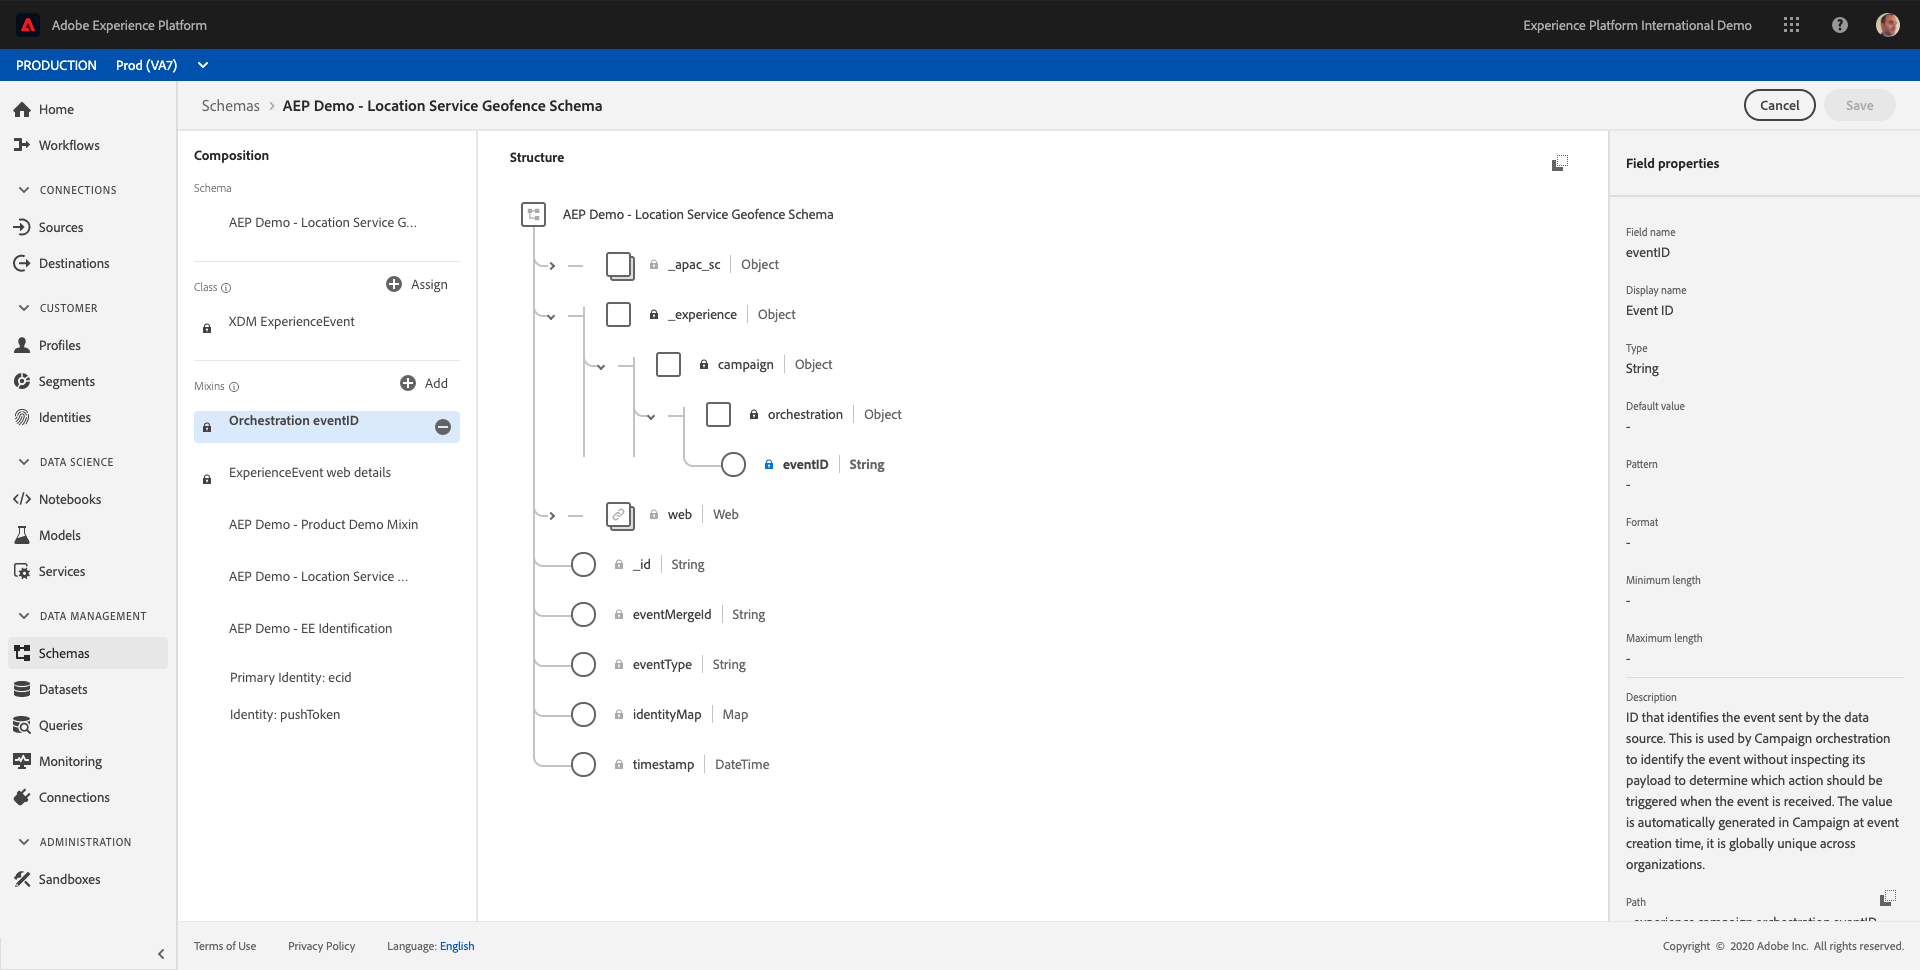 Adobe Experience Platform
Experience Platform International Demo
PRODUCTION Prod (VA7)
Home
Workflows
CONNECTIONS
Sources
Destinations
CUSTOMER
Profiles
Segments
Identities
DATA SCIENCE
Notebooks
Models
Services
DATA MANAGEMENT
Schemas
Datasets
Queries
Monitoring
Connections
ADMINISTRATION
Sandboxes
Schemas > AEP Demo - Location Service Geofence Schema
Cancel
Save
Composition
Schema
AEP Demo - Location Service G...
Class
Assign
XDM ExperienceEvent
Mixins
Add
Orchestration eventID
ExperienceEvent web details
AEP Demo - Product Demo Mixin
AEP Demo - Location Service ...
AEP Demo - EE Identification
Primary Identity: ecid
Identity: pushToken
Structure
AEP Demo - Location Service Geofence Schema
_apac_sc Object
_experience Object
campaign Object
orchestration Object
eventID String
web Web
_id String
eventMergeId String
eventType String
identityMap Map
timestamp DateTime
Field properties
Field name
eventID
Display name
Event ID
Type
String
Default value
-
Pattern
-
Format
-
Minimum length
-
Maximum length
-
Description
ID that identifies the event sent by the data
source. This is used by Campaign orchestration
to identify the event without inspecting its
payload to determine which action should be
triggered when the event is received. The value
is automatically generated in Campaign at event
creation time, it is globally unique across
organizations.
Path
_experience.campaign.orchestration.eventID
Terms of Use
Privacy Policy
Language: English
Copyright © 2020 Adobe Inc. All rights reserved.